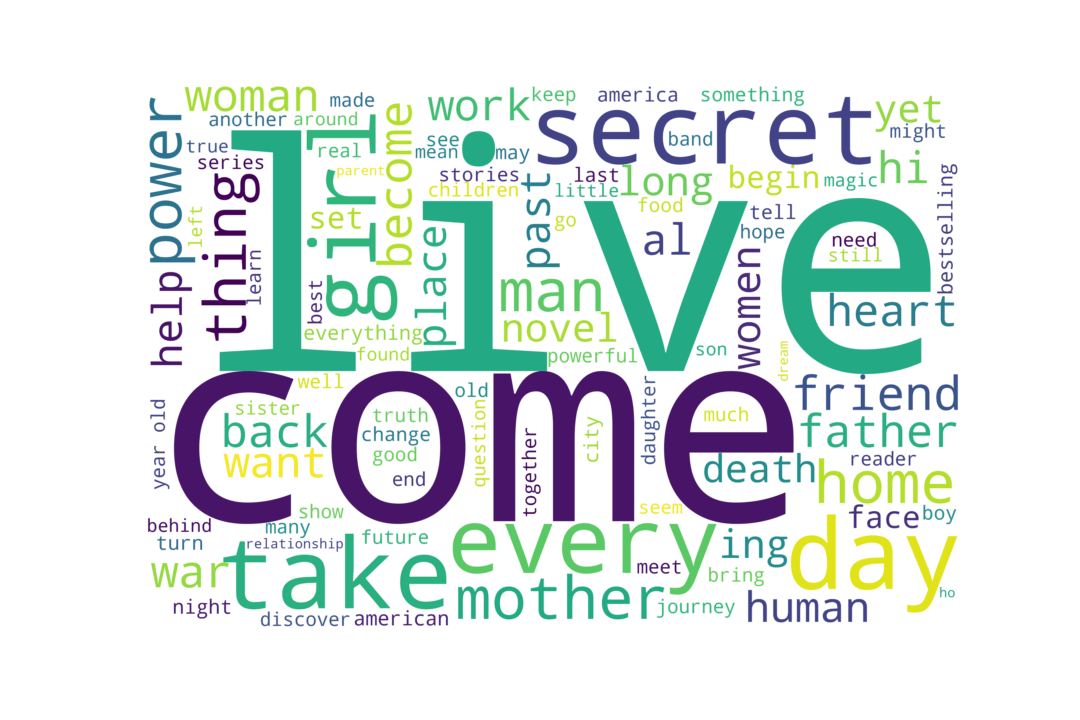 woman
made
work
keep
america
something
yet
another
around
secret
band
might
power
true
series
real
girl
become
see
mean
may
live
stories
last
long
begin
magic
hi
parent
children
little
thing
left
set
past
go
food
tell
al
hope
need
still
bestselling
help
learn
best
place
man
novel
women
heart
everything
found
powerful
son
dream
well
old
come
friend
year old
sister
back
want
truth
change
good
end
question
together
city
daughter
much
father
death
reader
home
behind
turn
show
many
relationship
future
seem
face
boy
every
ing
day
war
take
meet
bring
night
discover
american
mother
journey
human
ho